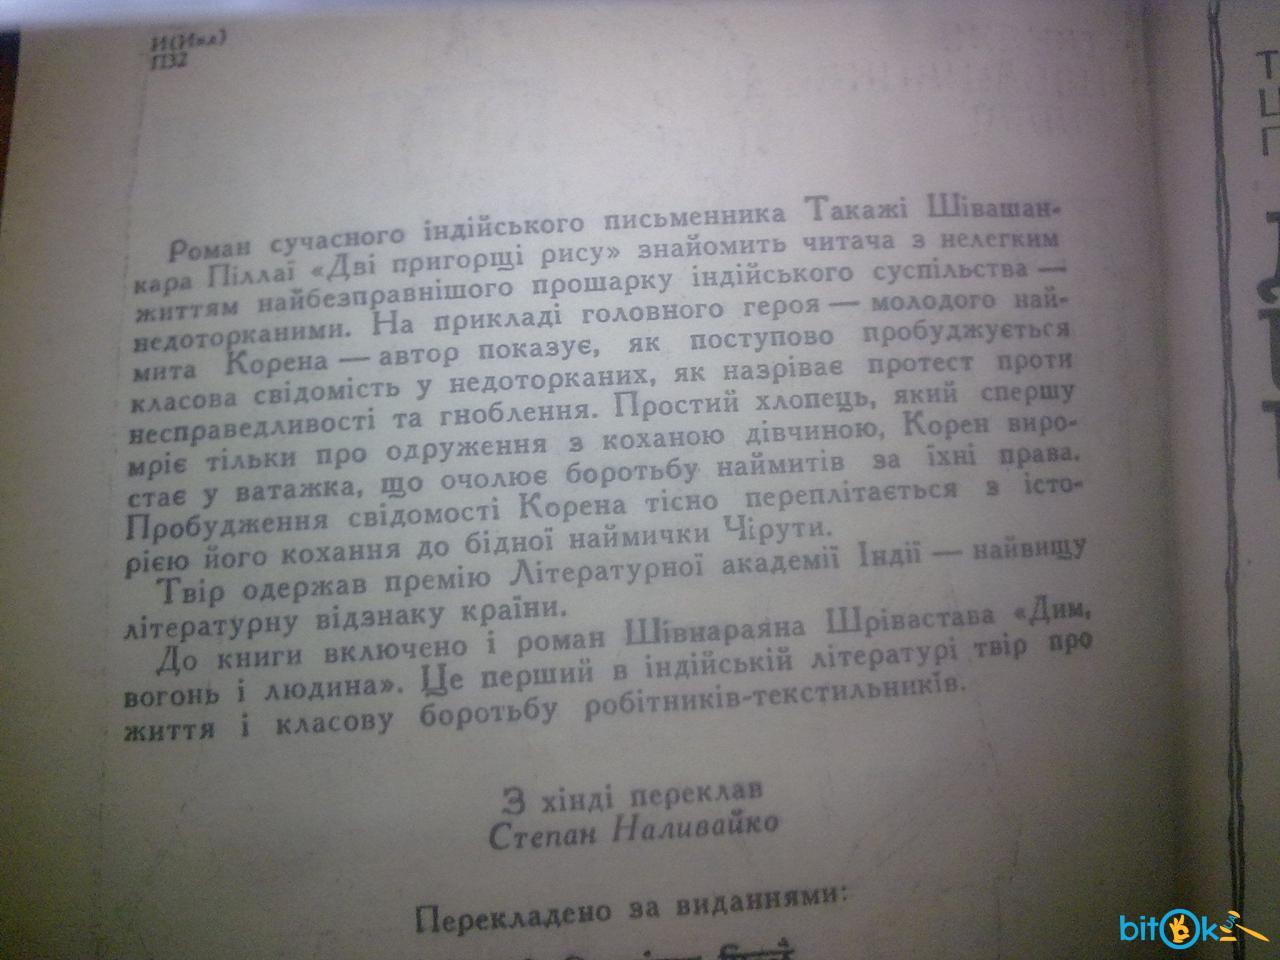 И(Инд)
П32
Роман сучасного індійського письменника Такажі Шівашан-
кара Піллаї «Дві пригорщі рису» знайомить читача з нелегким
життям найбезправнішого прошарку індійського суспільства —
недоторканими. На прикладі головного героя — молодого най-
мита Корена — автор показує, як поступово пробуджується
класова свідомість у недоторканих, як назріває протест проти
несправедливості та гноблення. Простий хлопець, який спершу
мріє тільки про одруження з коханою дівчиною, Корен виро-
стає у ватажка, що очолює боротьбу наймитів за їхні права.
Пробудження свідомості Корена тісно переплітається з істо-
рією його кохання до бідної наймички Чірути.
Твір одержав премію Літературної академії Індії — найвищу
літературну відзнаку країни.
До книги включено і роман Шівнараяна Шрівастава «Дим,
вогонь і людина». Це перший в індійській літературі твір про
життя і класову боротьбу робітників-текстильників.
З хінді переклав
Степан Наливайко
Перекладено за виданнями:
bitOk UA